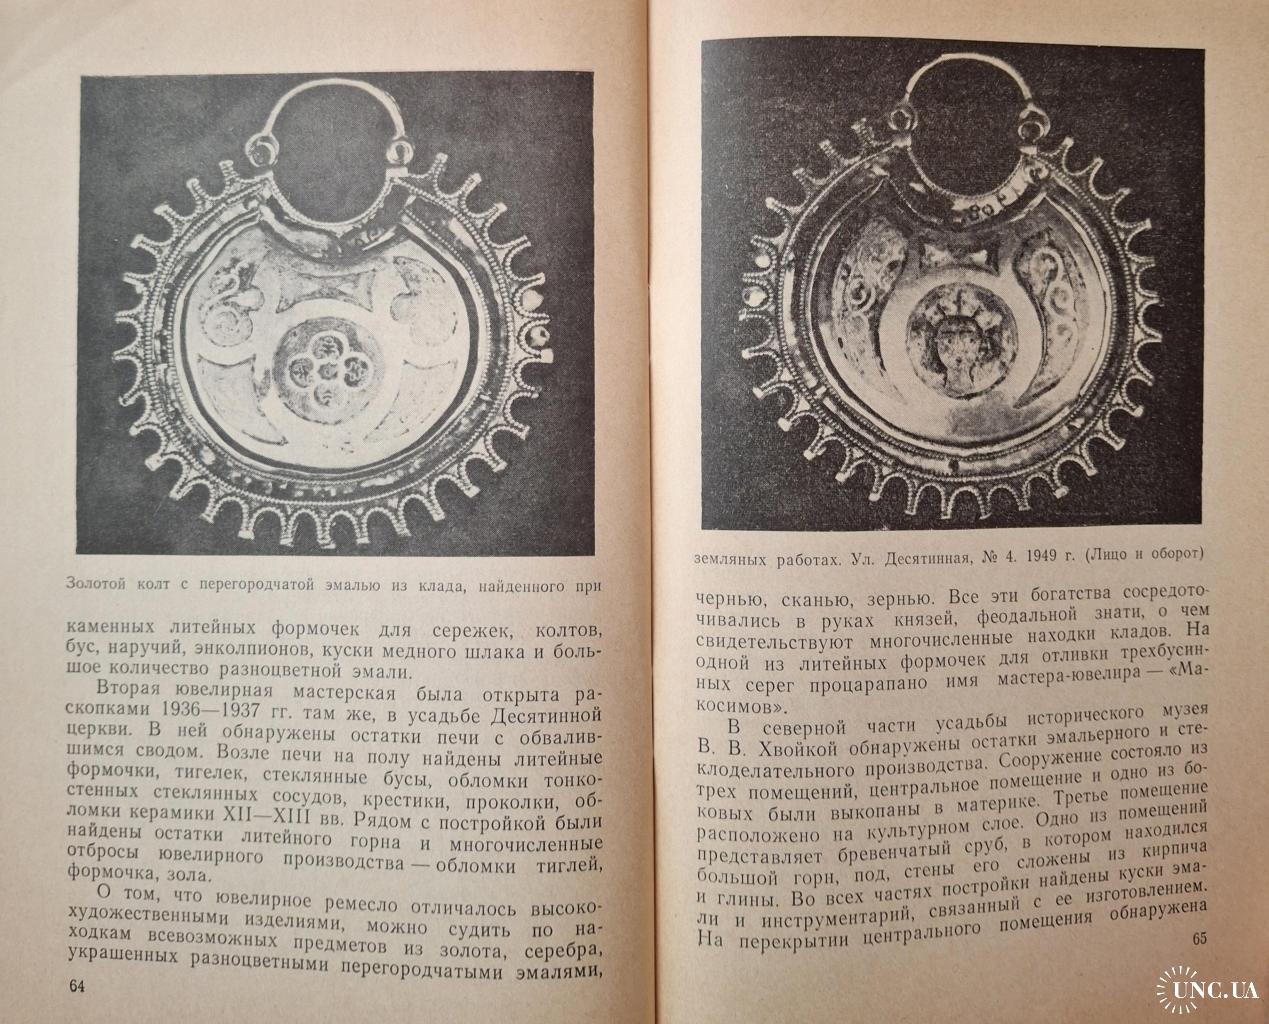 Золотой колт с перегородчатой эмалью из клада, найденного при
каменных литейных формочек для сережек, колтов,
бус, наручий, энколпионов, куски медного шлака и боль-
шое количество разноцветной эмали.
Вторая ювелирная мастерская была открыта ра-
скопками 1936—1937 гг. там же, в усадьбе Десятинной
церкви. В ней обнаружены остатки печи с обвалив-
шимся сводом. Возле печи на полу найдены литейные
формочки, тигелек, стеклянные бусы, обломки тонко-
стенных стеклянных сосудов, крестики, проколки, об-
ломки керамики XII—XIII вв. Рядом с постройкой были
найдены остатки литейного горна и многочисленные
отбросы ювелирного производства — обломки тиглей,
формочка, зола.
О том, что ювелирное ремесло отличалось высоко-
художественными изделиями, можно судить по на-
ходкам всевозможных предметов из золота, серебра,
украшенных разноцветными перегородчатыми эмалями,
64
земляных работах. Ул. Десятинная, № 4. 1949 г. (Лицо и оборот)
чернью, сканью, зернью. Все эти богатства сосредото-
чивались в руках князей, феодальной знати, о чем
свидетельствуют многочисленные находки кладов. На
одной из литейных формочек для отливки трехбусин-
ных серег процарапано имя мастера-ювелира — «Ма-
косимов».
В северной части усадьбы исторического музея
В. В. Хвойкой обнаружены остатки эмальерного и сте-
клоделательного производства. Сооружение состояло из
трех помещений, центральное помещение и одно из бо-
ковых были выкопаны в материке. Третье помещение
расположено на культурном слое. Одно из помещений
представляет бревенчатый сруб, в котором находился
большой горн, под, стены его сложены из кирпича
и глины. Во всех частях постройки найдены куски эма-
ли и инструментарий, связанный с ее изготовлением.
На перекрытии центрального помещения обнаружена
65
UNC.UA